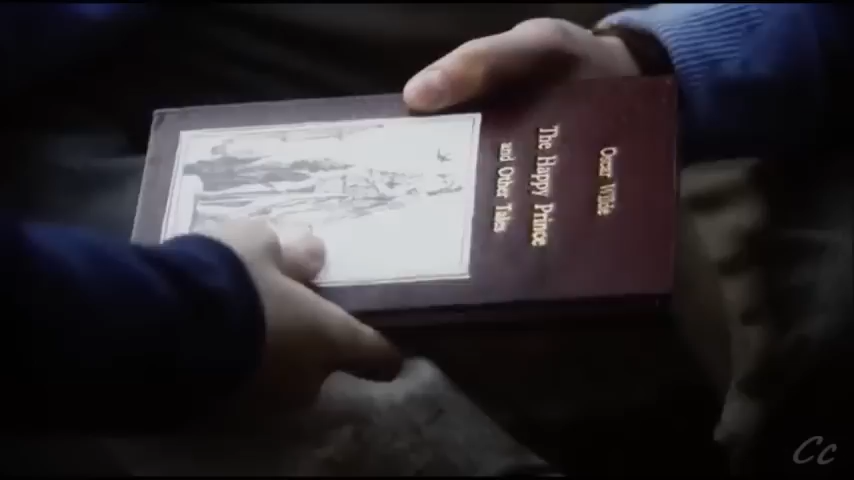 Oscar Wilde
The Happy Prince
and Other Tales
Cc